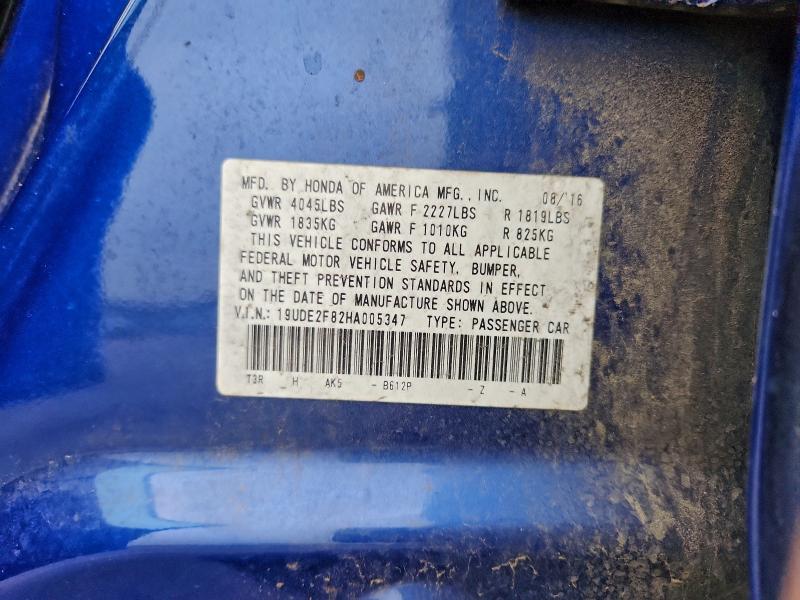 MFD. BY HONDA OF AMERICA MFG., INC. 08/'16
GVWR 4045LBS GAWR F 2227LBS R 1819LBS
GVWR 1835KG GAWR F 1010KG R 825KG
THIS VEHICLE CONFORMS TO ALL APPLICABLE
FEDERAL MOTOR VEHICLE SAFETY, BUMPER,
AND THEFT PREVENTION STANDARDS IN EFFECT
ON THE DATE OF MANUFACTURE SHOWN ABOVE.
V.I.N.: 19UDE2F82HA005347 TYPE: PASSENGER CAR
T3R _ H _ AK5 - B612P - Z - A